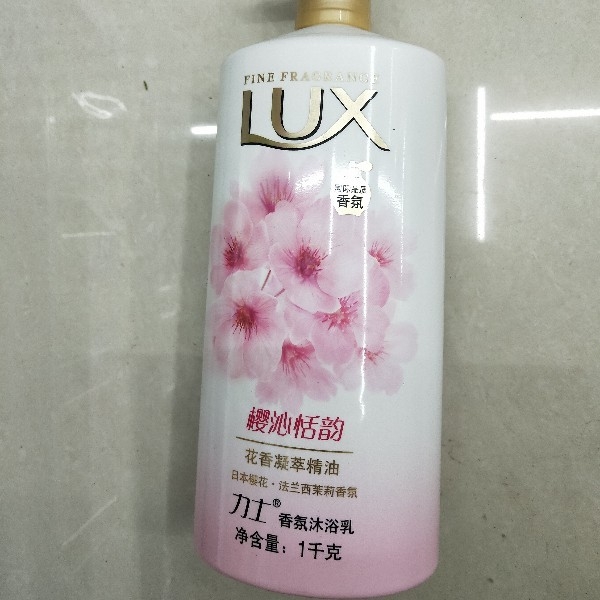 FINE FRAGRANCE
LUX
香氛
樱沁恬韵
花香凝萃精油
日本樱花·法兰西茉莉香氛
力士® 香氛沐浴乳
净含量：1千克